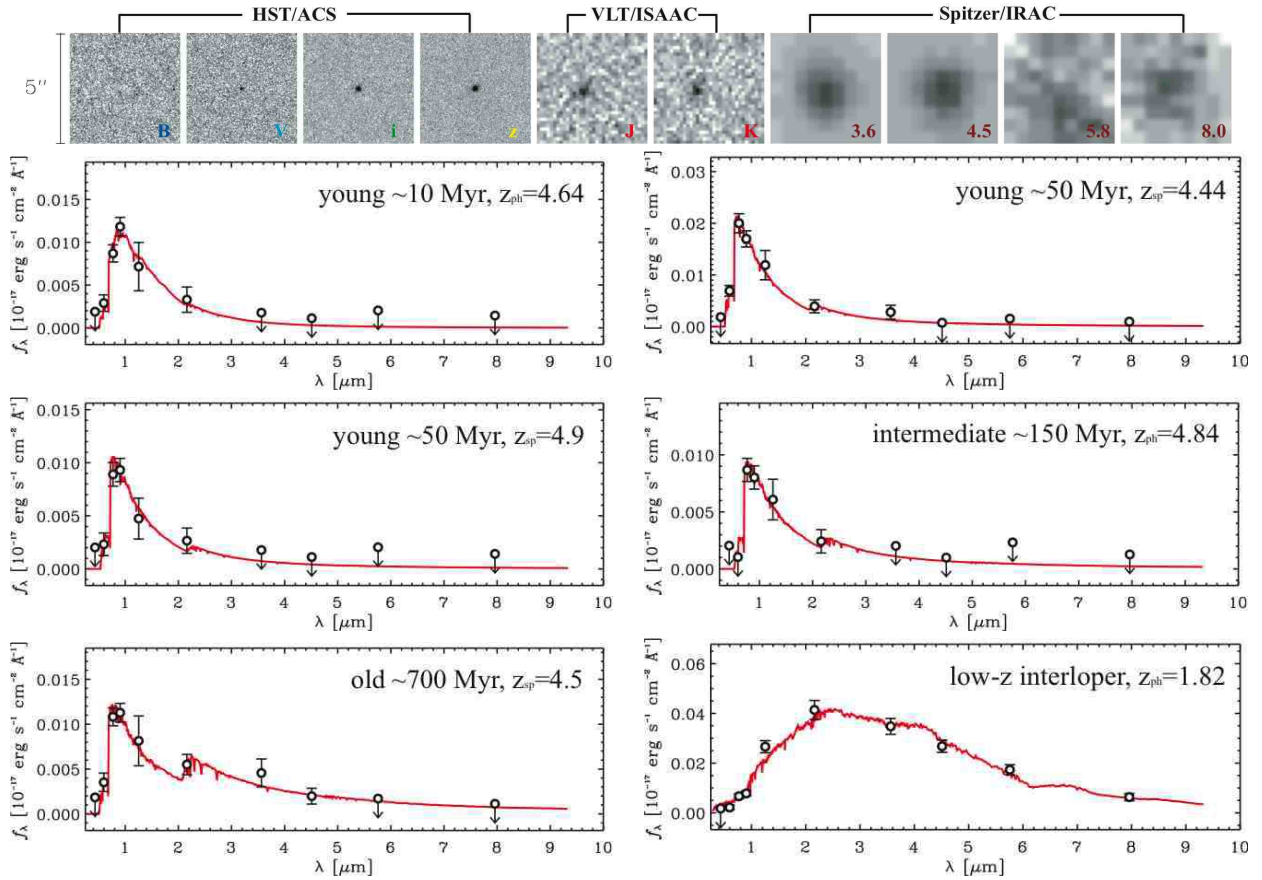 HST/ACS VLT/ISAAC Spitzer/IRAC
5″
B V i z J K 3.6 4.5 5.8 8.0
young ~10 Myr, z_ph=4.64
f_λ [10⁻¹⁷ erg s⁻¹ cm⁻² Å⁻¹]
0.015
0.010
0.005
0.000
1 2 3 4 5 6 7 8 9 10
λ [μm]
young ~50 Myr, z_sp=4.44
f_λ [10⁻¹⁷ erg s⁻¹ cm⁻² Å⁻¹]
0.03
0.02
0.01
0.00
1 2 3 4 5 6 7 8 9 10
λ [μm]
young ~50 Myr, z_sp=4.9
f_λ [10⁻¹⁷ erg s⁻¹ cm⁻² Å⁻¹]
0.015
0.010
0.005
0.000
1 2 3 4 5 6 7 8 9 10
λ [μm]
intermediate ~150 Myr, z_ph=4.84
f_λ [10⁻¹⁷ erg s⁻¹ cm⁻² Å⁻¹]
0.010
0.005
0.000
1 2 3 4 5 6 7 8 9 10
λ [μm]
old ~700 Myr, z_sp=4.5
f_λ [10⁻¹⁷ erg s⁻¹ cm⁻² Å⁻¹]
0.015
0.010
0.005
0.000
1 2 3 4 5 6 7 8 9 10
λ [μm]
low-z interloper, z_ph=1.82
f_λ [10⁻¹⁷ erg s⁻¹ cm⁻² Å⁻¹]
0.06
0.04
0.02
0.00
1 2 3 4 5 6 7 8 9 10
λ [μm]